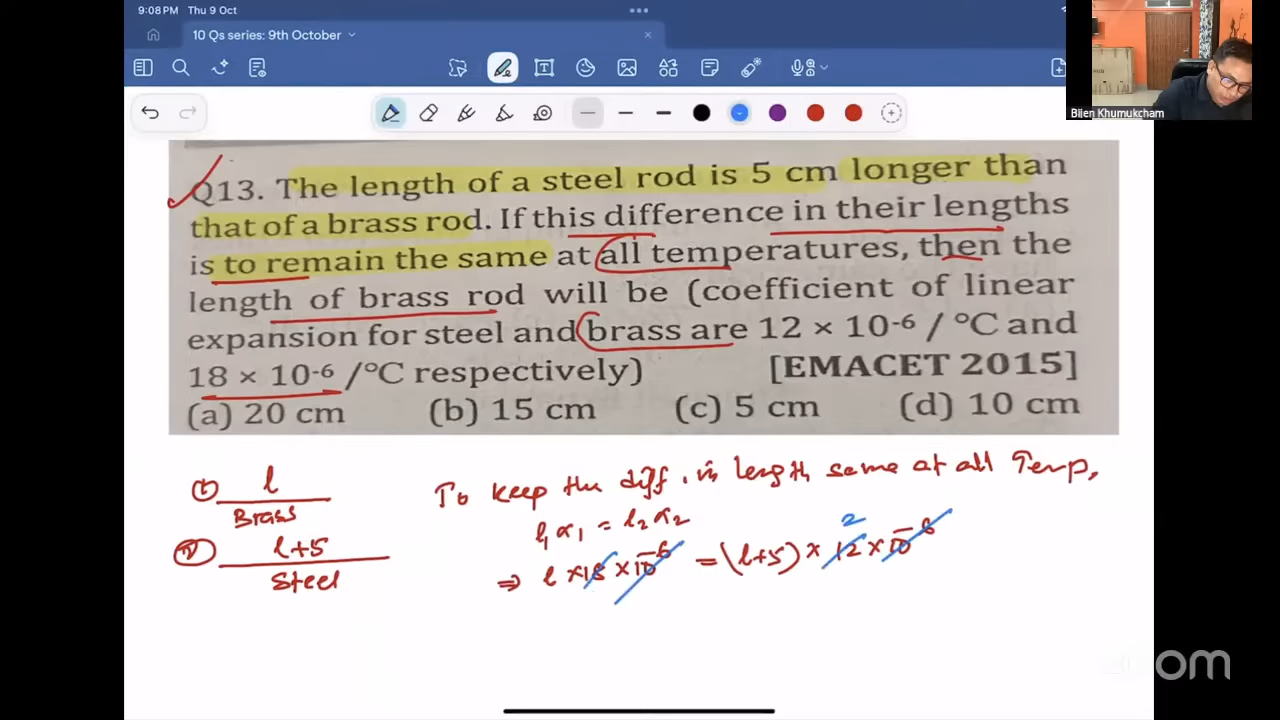 9:08 PM Thu 9 Oct
10 Qs series: 9th October
Bijen Khumukcham
Q13. The length of a steel rod is 5 cm longer than
that of a brass rod. If this difference in their lengths
is to remain the same at all temperatures, then the
length of brass rod will be (coefficient of linear
expansion for steel and brass are 12 × 10⁻⁶ / °C and
18 × 10⁻⁶ /°C respectively) [EMACET 2015]
(a) 20 cm (b) 15 cm (c) 5 cm (d) 10 cm
l
Brass
l+5
Steel
To keep the diff. in length same at all Temp,
l₁α₁ = l₂α₂
2
⇒ l × 18 × 10⁻⁶ = (l+5) × 12 × 10⁻⁶
zoom